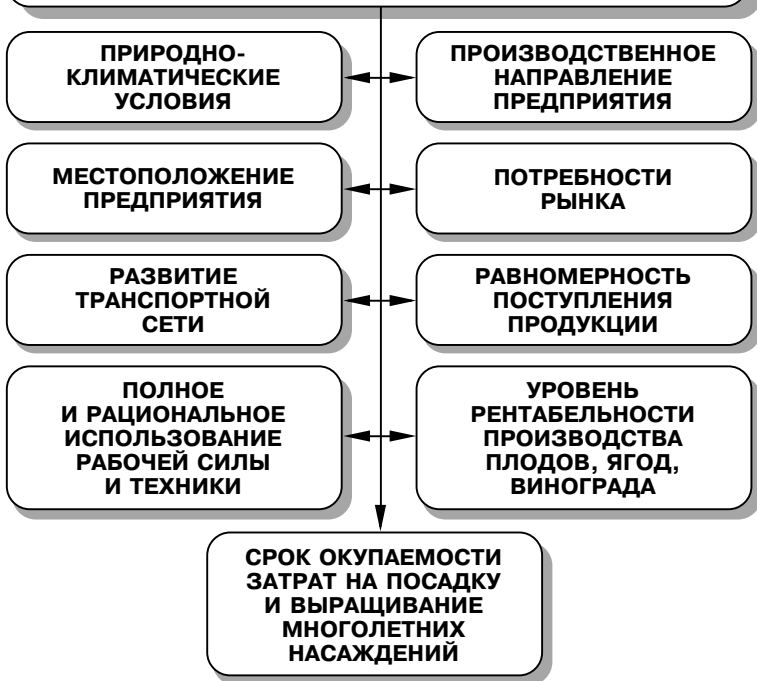 ПРИРОДНО-
КЛИМАТИЧЕСКИЕ
УСЛОВИЯ
ПРОИЗВОДСТВЕННОЕ
НАПРАВЛЕНИЕ
ПРЕДПРИЯТИЯ
МЕСТОПОЛОЖЕНИЕ
ПРЕДПРИЯТИЯ
ПОТРЕБНОСТИ
РЫНКА
РАЗВИТИЕ
ТРАНСПОРТНОЙ
СЕТИ
РАВНОМЕРНОСТЬ
ПОСТУПЛЕНИЯ
ПРОДУКЦИИ
ПОЛНОЕ
И РАЦИОНАЛЬНОЕ
ИСПОЛЬЗОВАНИЕ
РАБОЧЕЙ СИЛЫ
И ТЕХНИКИ
УРОВЕНЬ
РЕНТАБЕЛЬНОСТИ
ПРОИЗВОДСТВА
ПЛОДОВ, ЯГОД,
ВИНОГРАДА
СРОК ОКУПАЕМОСТИ
ЗАТРАТ НА ПОСАДКУ
И ВЫРАЩИВАНИЕ
МНОГОЛЕТНИХ
НАСАЖДЕНИЙ